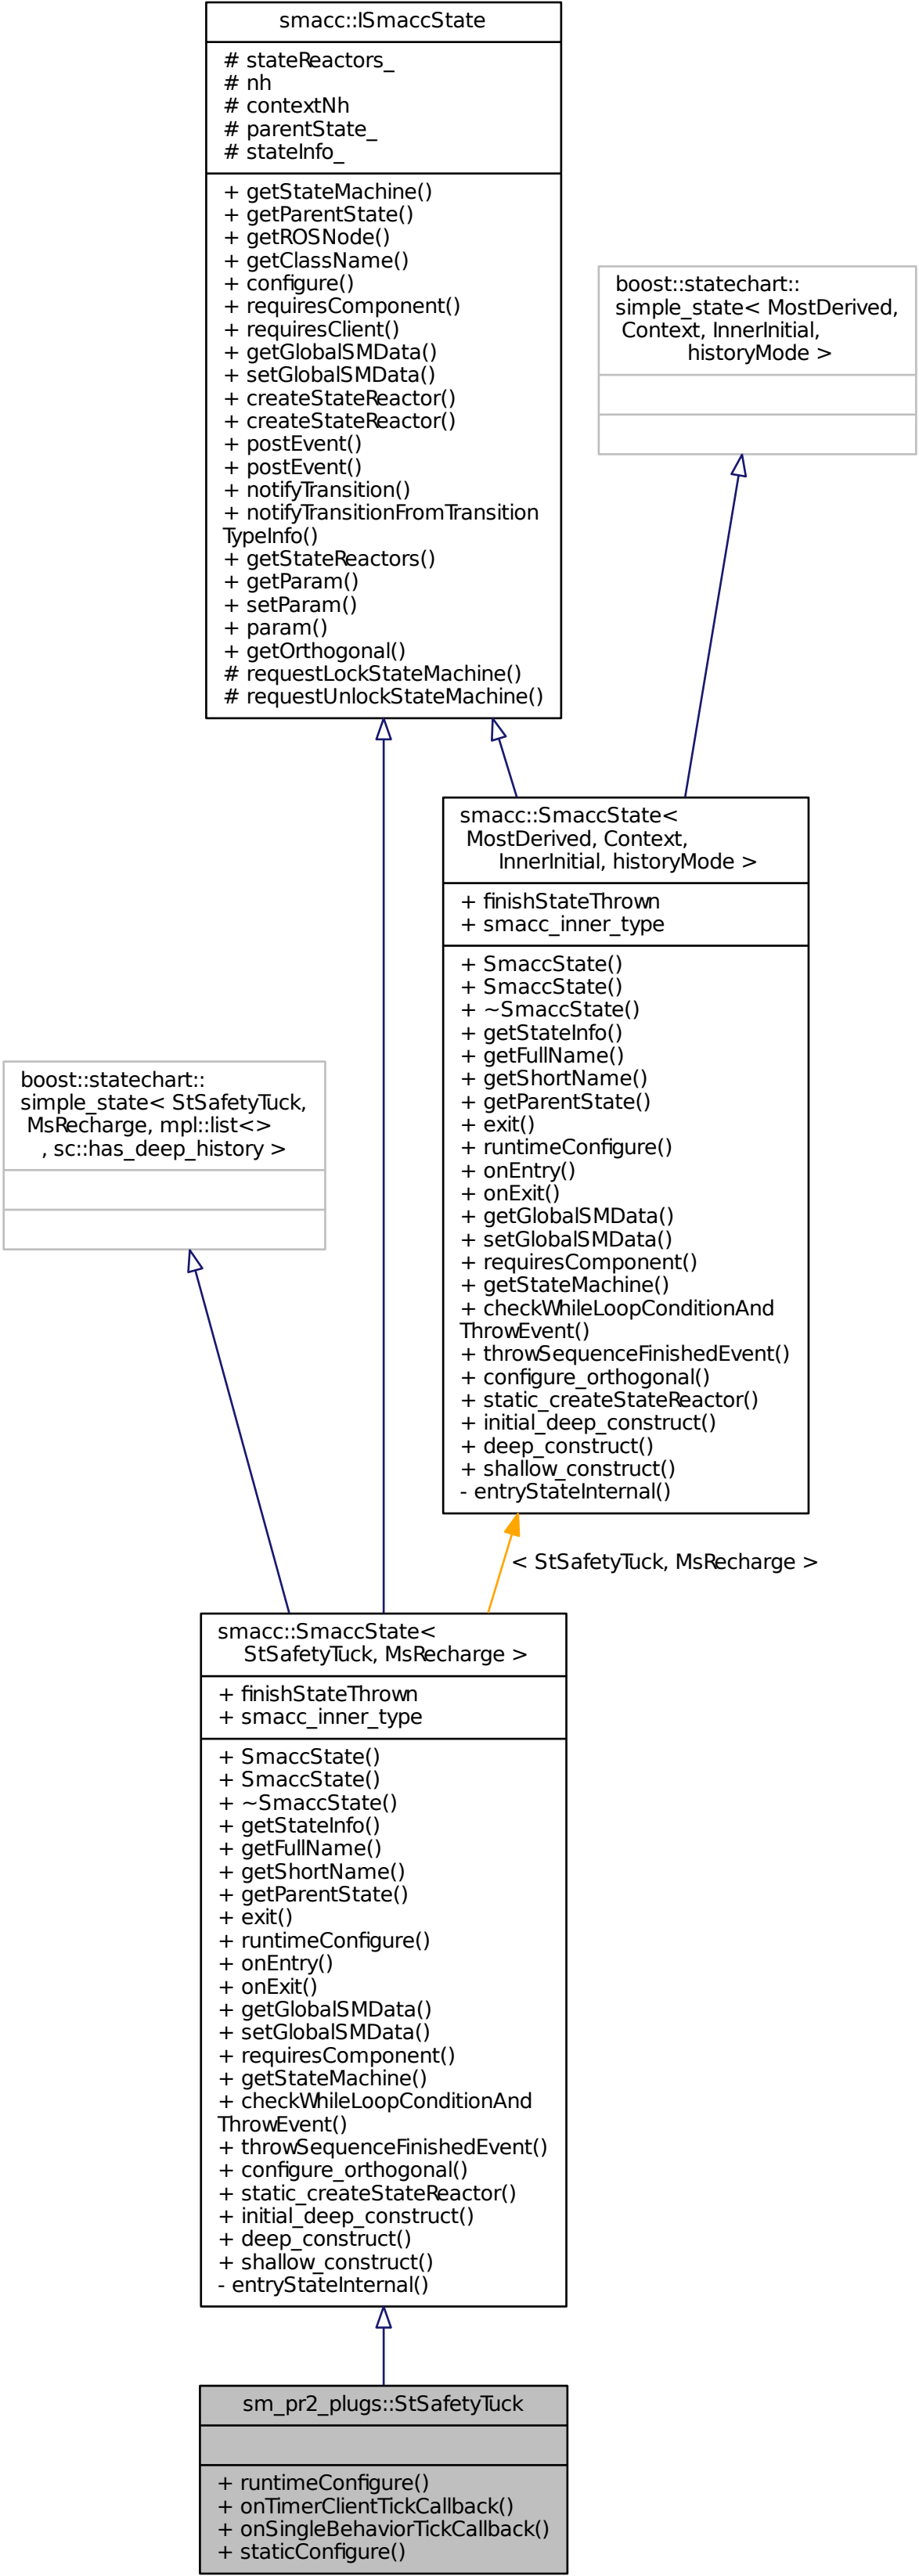 smacc::ISmaccState
# stateReactors_
# nh
# contextNh
# parentState_
# stateInfo_
+ getStateMachine()
+ getParentState()
+ getROSNode()
+ getClassName()
+ configure()
+ requiresComponent()
+ requiresClient()
+ getGlobalSMData()
+ setGlobalSMData()
+ createStateReactor()
+ createStateReactor()
+ postEvent()
+ postEvent()
+ notifyTransition()
+ notifyTransitionFromTransition
TypeInfo()
+ getStateReactors()
+ getParam()
+ setParam()
+ param()
+ getOrthogonal()
# requestLockStateMachine()
# requestUnlockStateMachine()
boost::statechart::
simple_state< MostDerived,
Context, InnerInitial,
historyMode >
smacc::SmaccState<
MostDerived, Context,
InnerInitial, historyMode >
+ finishStateThrown
+ smacc_inner_type
+ SmaccState()
+ SmaccState()
+ ~SmaccState()
+ getStateInfo()
+ getFullName()
+ getShortName()
+ getParentState()
+ exit()
+ runtimeConfigure()
+ onEntry()
+ onExit()
+ getGlobalSMData()
+ setGlobalSMData()
+ requiresComponent()
+ getStateMachine()
+ checkWhileLoopConditionAnd
ThrowEvent()
+ throwSequenceFinishedEvent()
+ configure_orthogonal()
+ static_createStateReactor()
+ initial_deep_construct()
+ deep_construct()
+ shallow_construct()
- entryStateInternal()
boost::statechart::
simple_state< StSafetyTuck,
MsRecharge, mpl::list<>
, sc::has_deep_history >
< StSafetyTuck, MsRecharge >
smacc::SmaccState<
StSafetyTuck, MsRecharge >
+ finishStateThrown
+ smacc_inner_type
+ SmaccState()
+ SmaccState()
+ ~SmaccState()
+ getStateInfo()
+ getFullName()
+ getShortName()
+ getParentState()
+ exit()
+ runtimeConfigure()
+ onEntry()
+ onExit()
+ getGlobalSMData()
+ setGlobalSMData()
+ requiresComponent()
+ getStateMachine()
+ checkWhileLoopConditionAnd
ThrowEvent()
+ throwSequenceFinishedEvent()
+ configure_orthogonal()
+ static_createStateReactor()
+ initial_deep_construct()
+ deep_construct()
+ shallow_construct()
- entryStateInternal()
sm_pr2_plugs::StSafetyTuck
+ runtimeConfigure()
+ onTimerClientTickCallback()
+ onSingleBehaviorTickCallback()
+ staticConfigure()